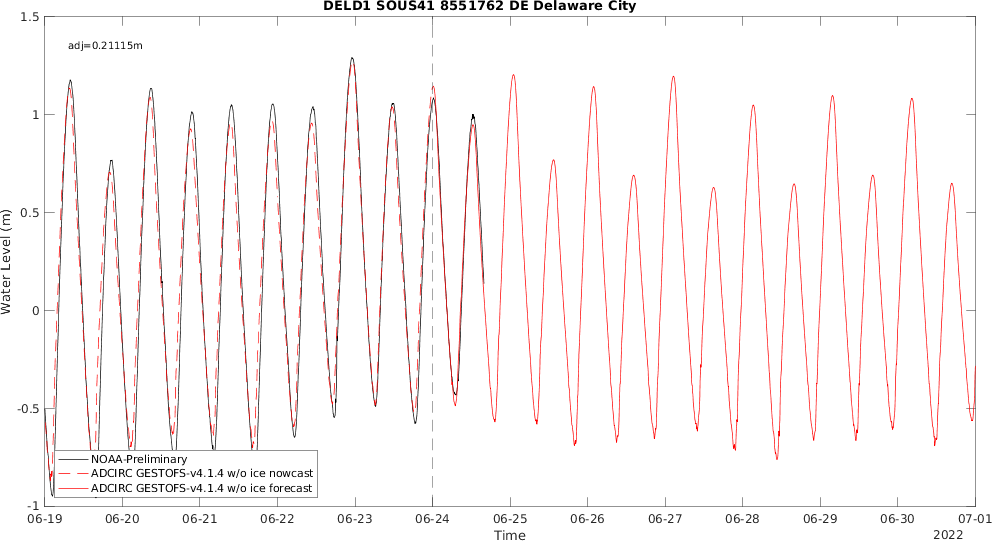 DELD1 SOUS41 8551762 DE Delaware City
adj=0.21115m
Water Level (m)
1.5
1
0.5
0
-0.5
-1
NOAA-Preliminary
ADCIRC GESTOFS-v4.1.4 w/o ice nowcast
ADCIRC GESTOFS-v4.1.4 w/o ice forecast
06-19 06-20 06-21 06-22 06-23 06-24 06-25 06-26 06-27 06-28 06-29 06-30 07-01
Time
2022